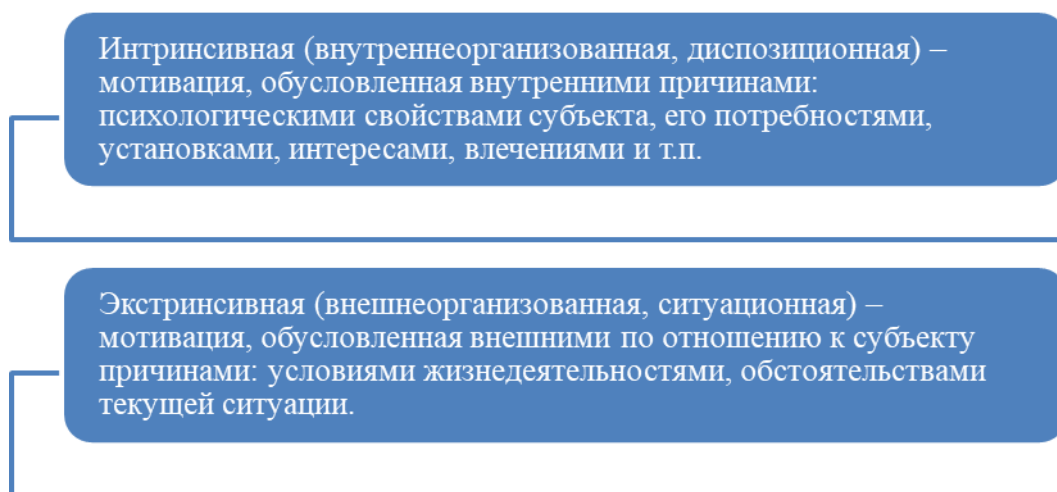 Интринсивная (внутреннеорганизованная, диспозиционная) –
мотивация, обусловленная внутренними причинами:
психологическими свойствами субъекта, его потребностями,
установками, интересами, влечениями и т.п.
Экстринсивная (внешнеорганизованная, ситуационная) –
мотивация, обусловленная внешними по отношению к субъекту
причинами: условиями жизнедеятельностями, обстоятельствами
текущей ситуации.